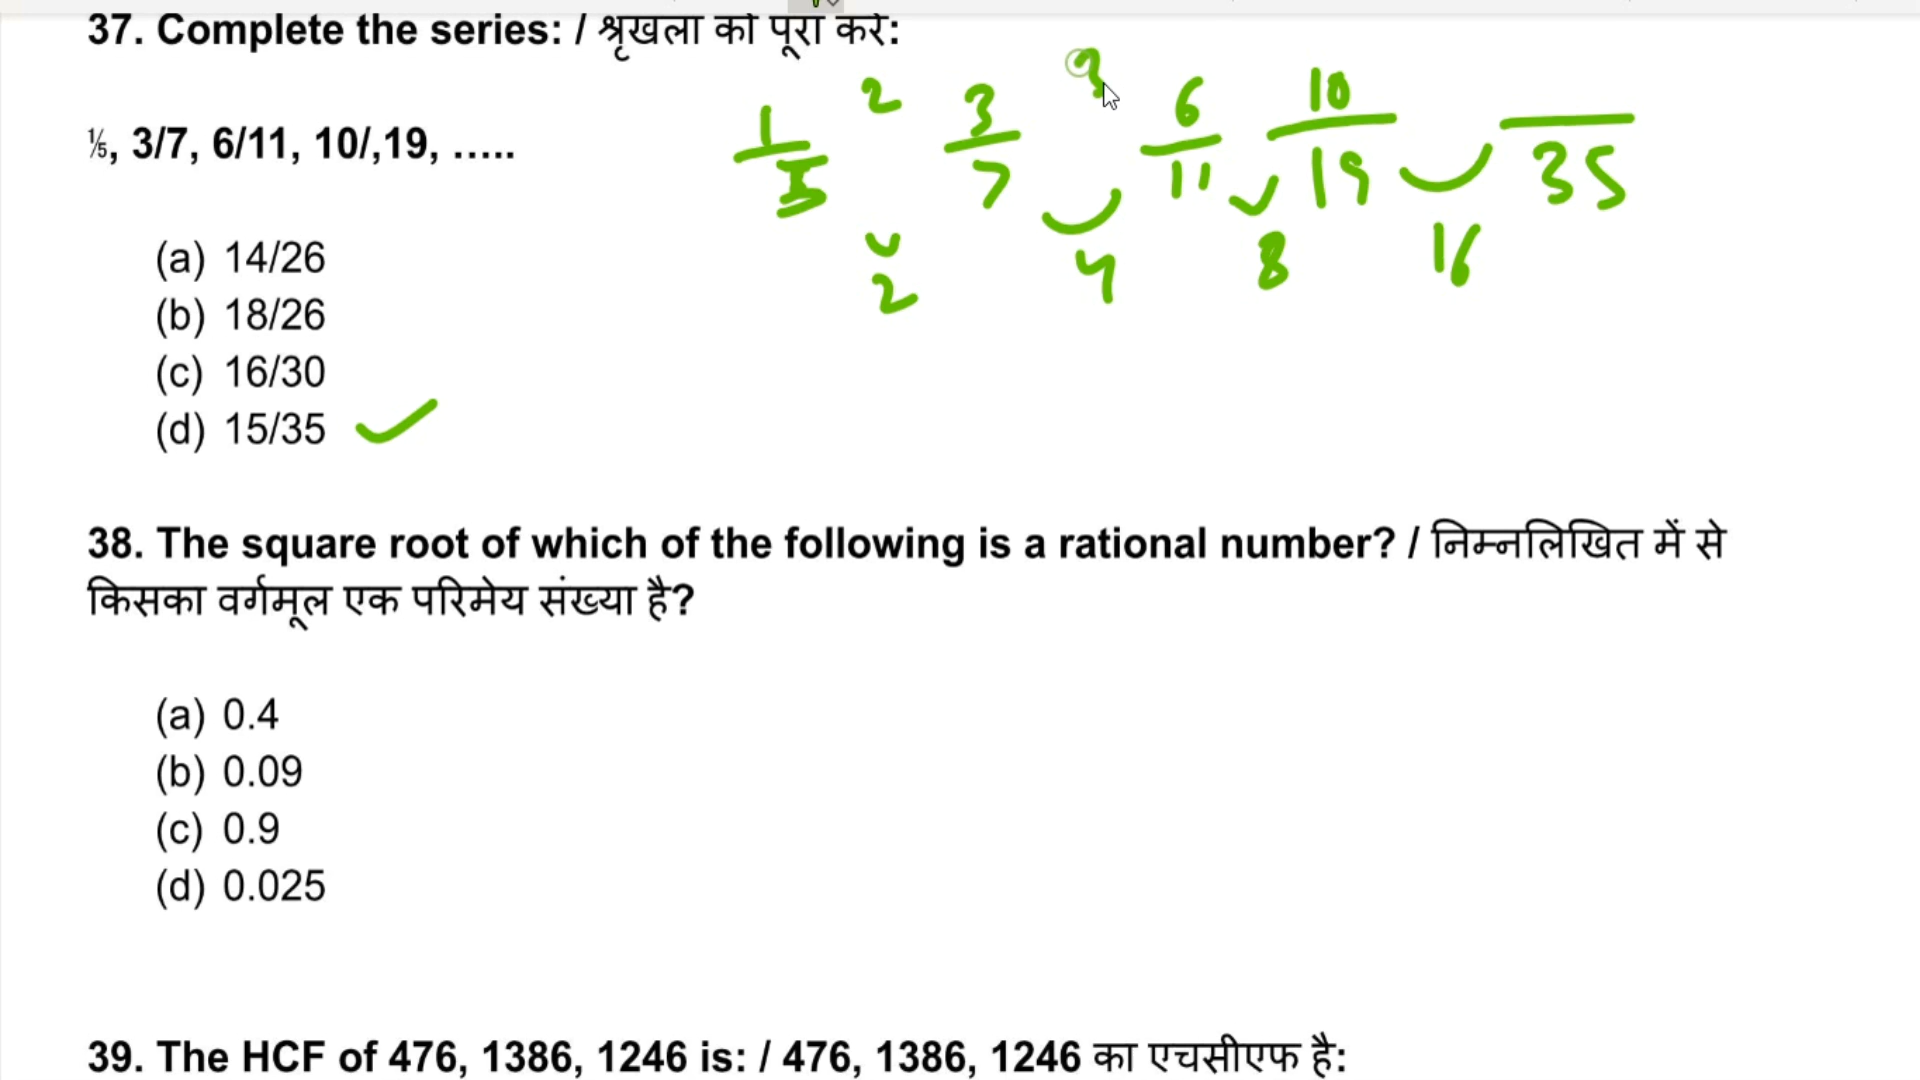 37. Complete the series: / श्रृंखला को पूरा करें:
1 2 3 3 6 10
⅕, 3/7, 6/11, 10/,19, .....
5 7 11 19 35
2 4 8 16
(a) 14/26
(b) 18/26
(c) 16/30
(d) 15/35
38. The square root of which of the following is a rational number? / निम्नलिखित में से
किसका वर्गमूल एक परिमेय संख्या है?
(a) 0.4
(b) 0.09
(c) 0.9
(d) 0.025
39. The HCF of 476, 1386, 1246 is: / 476, 1386, 1246 का एचसीएफ है: